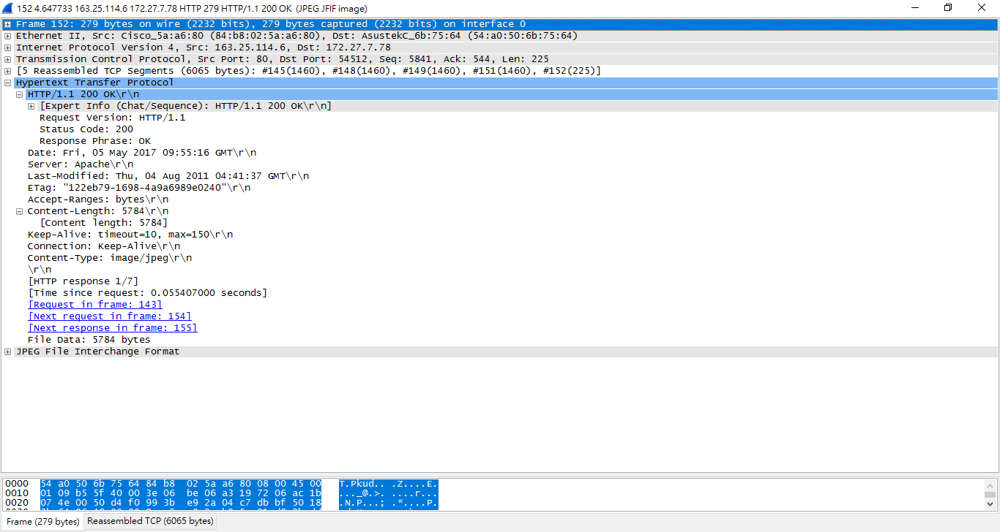 152 4.647733 163.25.114.6 172.27.7.78 HTTP 279 HTTP/1.1 200 OK  (JPEG JFIF image)
Frame 152: 279 bytes on wire (2232 bits), 279 bytes captured (2232 bits) on interface 0
Ethernet II, Src: Cisco_5a:a6:80 (84:b8:02:5a:a6:80), Dst: AsustekC_6b:75:64 (54:a0:50:6b:75:64)
Internet Protocol Version 4, Src: 163.25.114.6, Dst: 172.27.7.78
Transmission Control Protocol, Src Port: 80, Dst Port: 54512, Seq: 5841, Ack: 544, Len: 225
[5 Reassembled TCP Segments (6065 bytes): #145(1460), #148(1460), #149(1460), #151(1460), #152(225)]
Hypertext Transfer Protocol
HTTP/1.1 200 OK\r\n
[Expert Info (Chat/Sequence): HTTP/1.1 200 OK\r\n]
Request Version: HTTP/1.1
Status Code: 200
Response Phrase: OK
Date: Fri, 05 May 2017 09:55:16 GMT\r\n
Server: Apache\r\n
Last-Modified: Thu, 04 Aug 2011 04:41:37 GMT\r\n
ETag: "122eb79-1698-4a9a6989e0240"\r\n
Accept-Ranges: bytes\r\n
Content-Length: 5784\r\n
[Content length: 5784]
Keep-Alive: timeout=10, max=150\r\n
Connection: Keep-Alive\r\n
Content-Type: image/jpeg\r\n
\r\n
[HTTP response 1/7]
[Time since request: 0.055407000 seconds]
[Request in frame: 143]
[Next request in frame: 154]
[Next response in frame: 155]
File Data: 5784 bytes
JPEG File Interchange Format
0000 54 a0 50 6b 75 64 84 b8 02 5a a6 80 08 00 45 00 T.Pkud.. .Z....E.
0010 01 09 b5 5f 40 00 3e 06 be 06 a3 19 72 06 ac 1b ..._@.>. ....r...
0020 07 4e 00 50 d4 f0 99 3b e9 2a 04 c7 db bf 50 18 .N.P...; .*....P.
Frame (279 bytes) Reassembled TCP (6065 bytes)